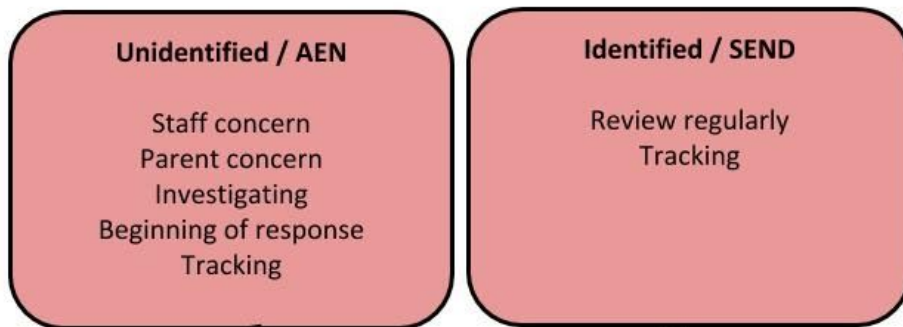 Unidentified / AEN
Staff concern
Parent concern
Investigating
Beginning of response
Tracking
Identified / SEND
Review regularly
Tracking